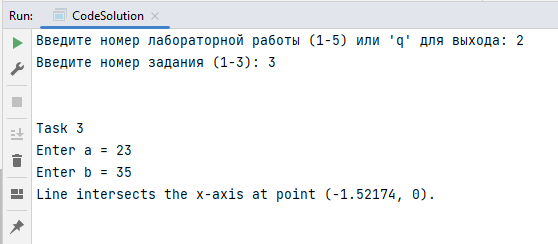 Run: CodeSolution
Введите номер лабораторной работы (1-5) или 'q' для выхода: 2
Введите номер задания (1-3): 3
Task 3
Enter a = 23
Enter b = 35
Line intersects the x-axis at point (-1.52174, 0).